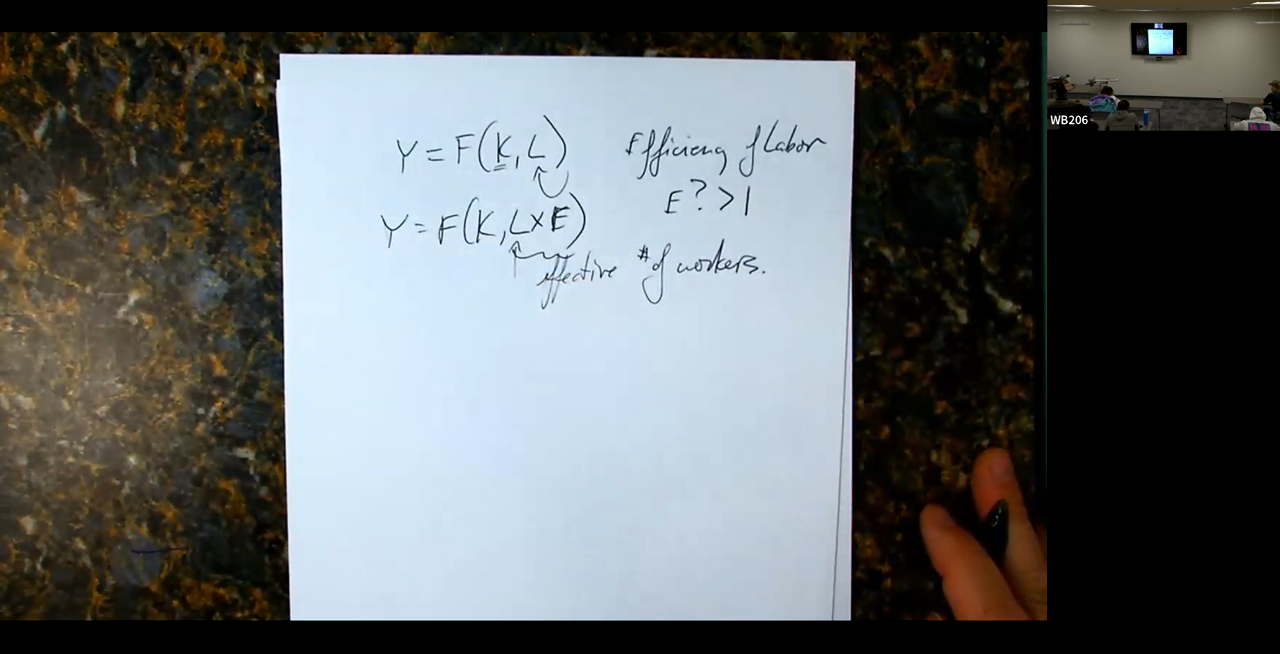 Y = F(K, L) Efficiency of Labor
E ? > 1
Y = F(K, L x E)
effective # of workers.
WB206